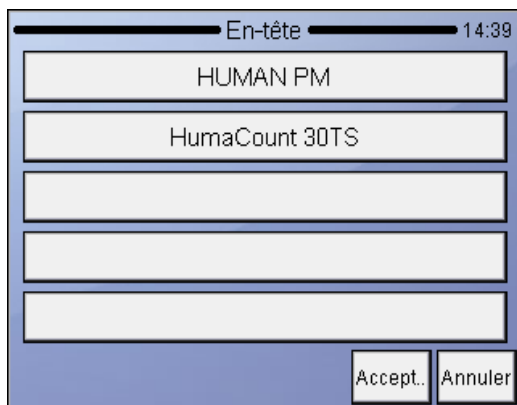 En-tête 14:39
HUMAN PM
HumaCount 30TS
Accept.. Annuler